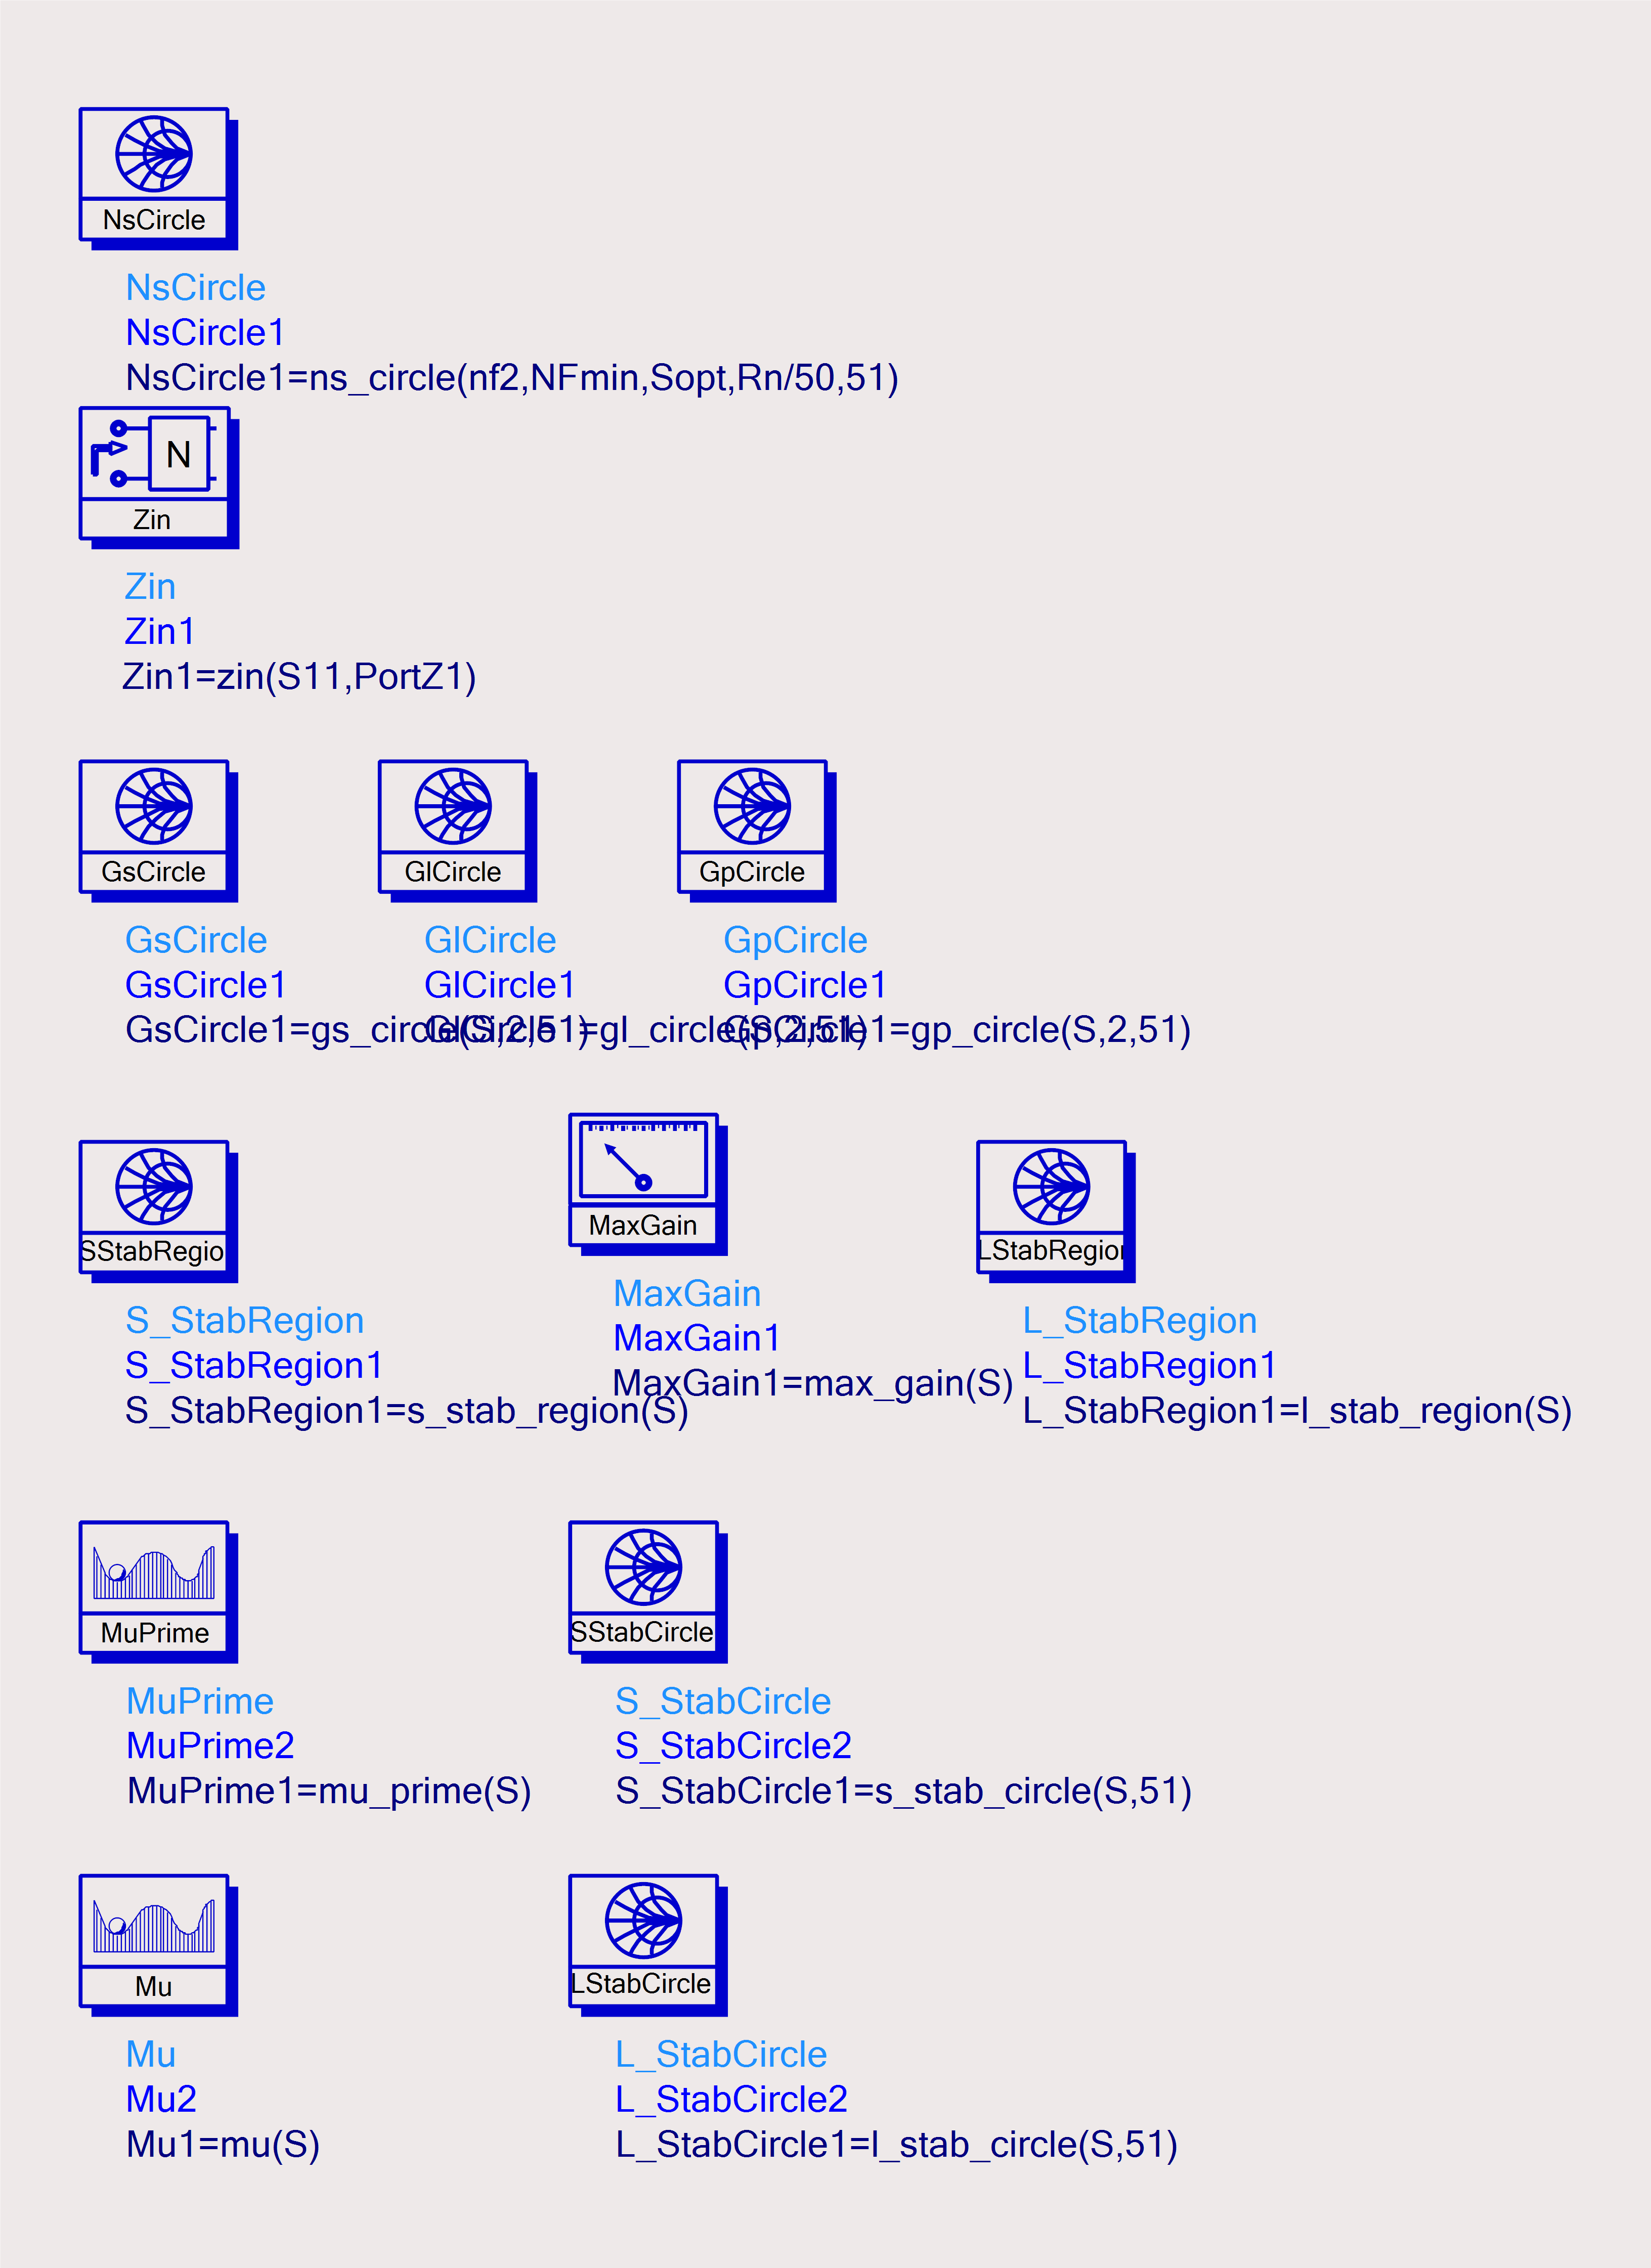 NsCircle
NsCircle
NsCircle1
NsCircle1=ns_circle(nf2,NFmin,Sopt,Rn/50,51)
N
Zin
Zin
Zin1
Zin1=zin(S11,PortZ1)
GsCircle
GsCircle
GsCircle1
GsCircle1=gs_circle(S,2,51)
GlCircle
GlCircle
GlCircle1
GlCircle1=gl_circle(S,2,51)
GpCircle
GpCircle
GpCircle1
GpCircle1=gp_circle(S,2,51)
SStabRegio
S_StabRegion
S_StabRegion1
S_StabRegion1=s_stab_region(S)
MaxGain
MaxGain
MaxGain1
MaxGain1=max_gain(S)
LStabRegion
L_StabRegion
L_StabRegion1
L_StabRegion1=l_stab_region(S)
MuPrime
MuPrime
MuPrime2
MuPrime1=mu_prime(S)
SStabCircle
S_StabCircle
S_StabCircle2
S_StabCircle1=s_stab_circle(S,51)
Mu
Mu
Mu2
Mu1=mu(S)
LStabCircle
L_StabCircle
L_StabCircle2
L_StabCircle1=l_stab_circle(S,51)